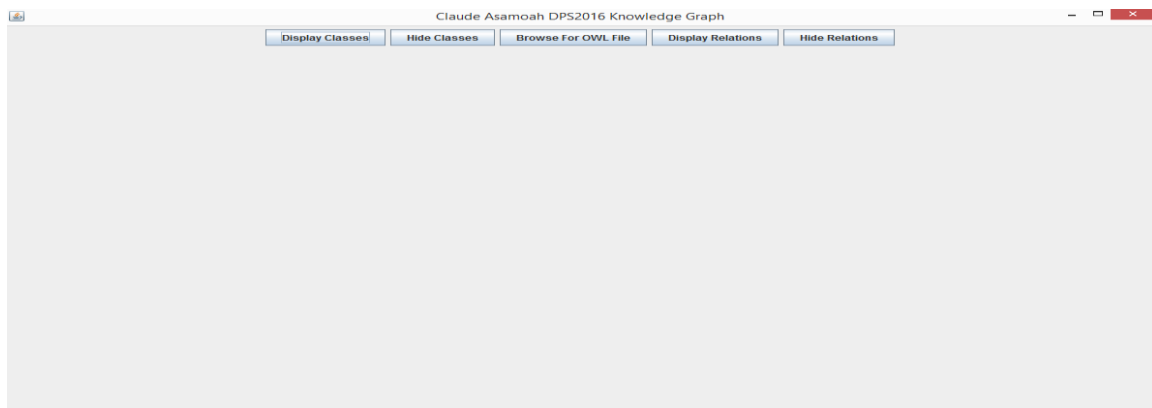 Claude Asamoah DPS2016 Knowledge Graph
Display Classes Hide Classes Browse For OWL File Display Relations Hide Relations